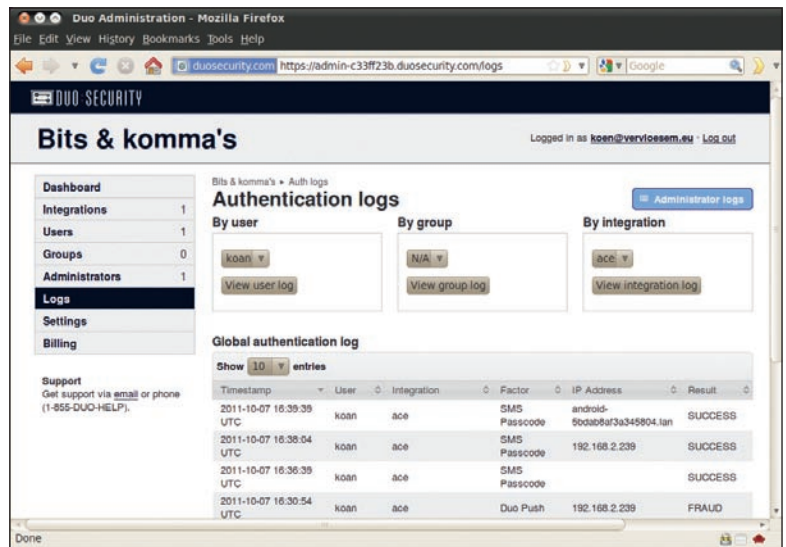 Duo Administration - Mozilla Firefox
File Edit View History Bookmarks Tools Help
duosecurity.com https://admin-c33ff23b.duosecurity.com/logs
Google
DUO SECURITY
Bits & komma's
Logged in as koen@vervloesem.eu - Log out
Dashboard
Integrations 1
Users 1
Groups 0
Administrators 1
Logs
Settings
Billing
Support
Get support via email or phone
(1-855-DUO-HELP).
Bits & komma's ▸ Auth logs
Authentication logs
Administrator logs
By user
koan
View user log
By group
N/A
View group log
By integration
ace
View integration log
Global authentication log
Show 10 entries
Timestamp User Integration Factor IP Address Result
2011-10-07 16:39:39 UTC koan ace SMS Passcode android-5bdab8af3a345804.lan SUCCESS
2011-10-07 16:38:04 UTC koan ace SMS Passcode 192.168.2.239 SUCCESS
2011-10-07 16:36:39 UTC koan ace SMS Passcode SUCCESS
2011-10-07 16:30:54 UTC koan ace Duo Push 192.168.2.239 FRAUD
Done